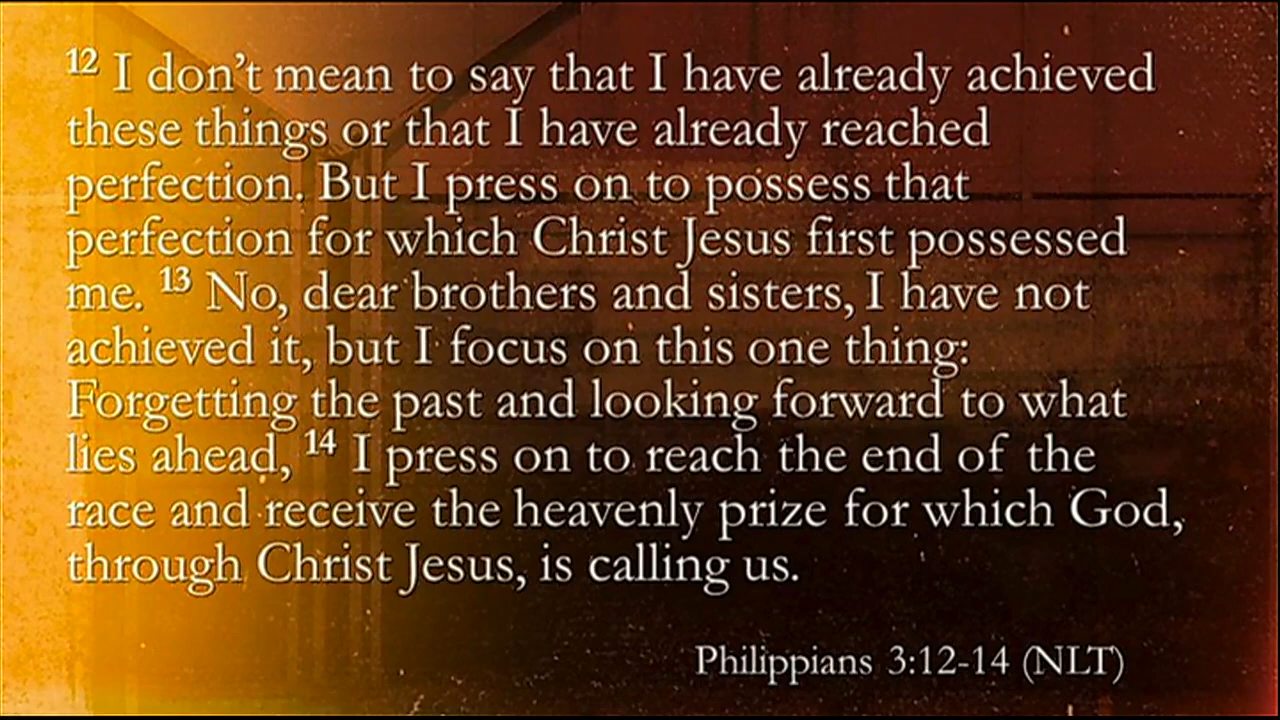 12 I don't mean to say that I have already achieved
these things or that I have already reached
perfection. But I press on to possess that
perfection for which Christ Jesus first possessed
me. 13 No, dear brothers and sisters, I have not
achieved it, but I focus on this one thing:
Forgetting the past and looking forward to what
lies ahead, 14 I press on to reach the end of the
race and receive the heavenly prize for which God,
through Christ Jesus, is calling us.
Philippians 3:12-14 (NLT)